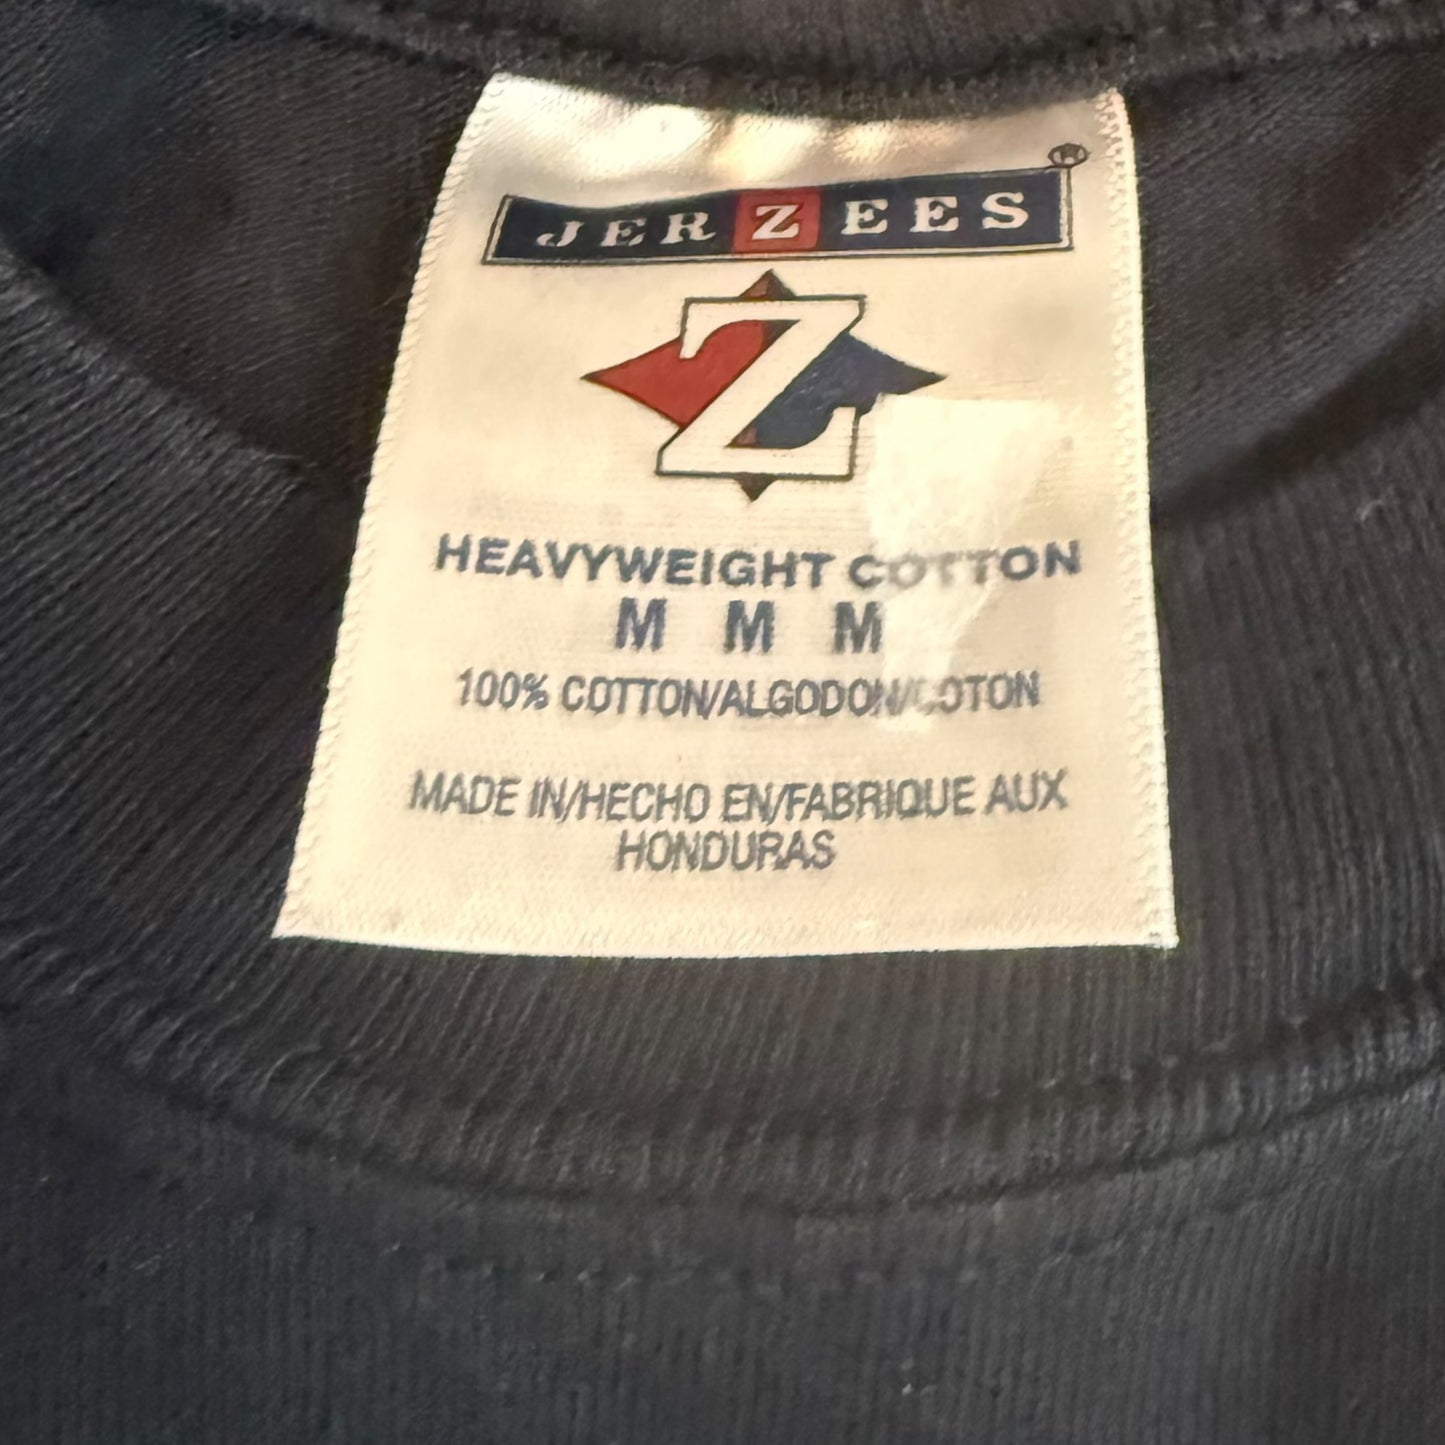 JERZEES®
Z
HEAVYWEIGHT COTTON
M M M
100% COTTON/ALGODON/COTON
MADE IN/HECHO EN/FABRIQUE AUX
HONDURAS